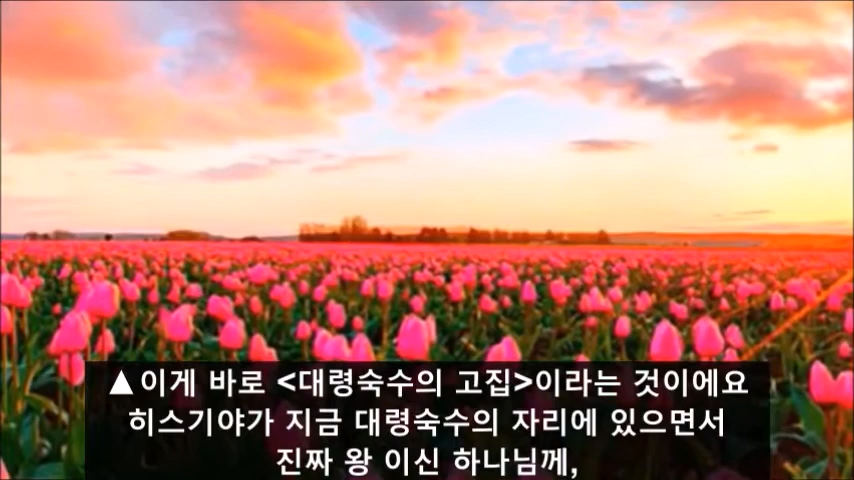 ▲이게 바로 <대령숙수의 고집>이라는 것이에요
히스기야가 지금 대령숙수의 자리에 있으면서
진짜 왕 이신 하나님께,